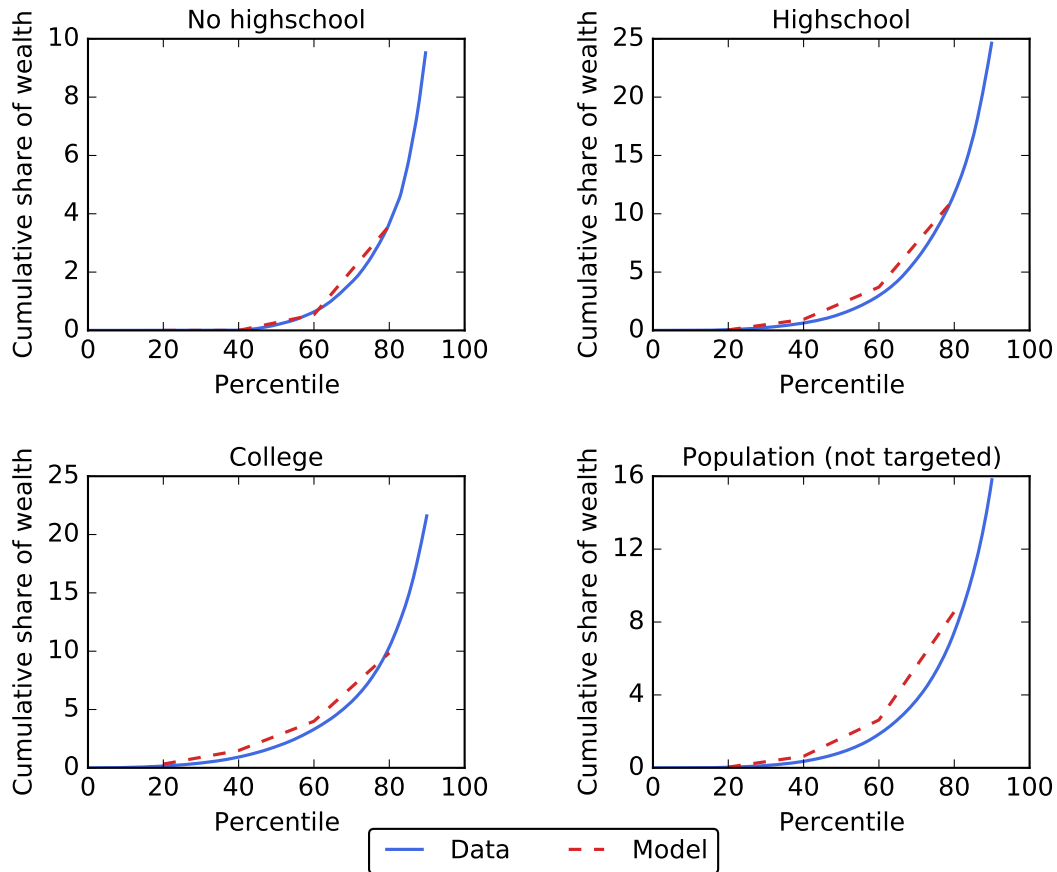 No highschool
Cumulative share of wealth
10
8
6
4
2
0
0 20 40 60 80 100
Percentile
Highschool
Cumulative share of wealth
25
20
15
10
5
0
0 20 40 60 80 100
Percentile
College
Cumulative share of wealth
25
20
15
10
5
0
0 20 40 60 80 100
Percentile
Population (not targeted)
Cumulative share of wealth
16
12
8
4
0
0 20 40 60 80 100
Percentile
Data Model